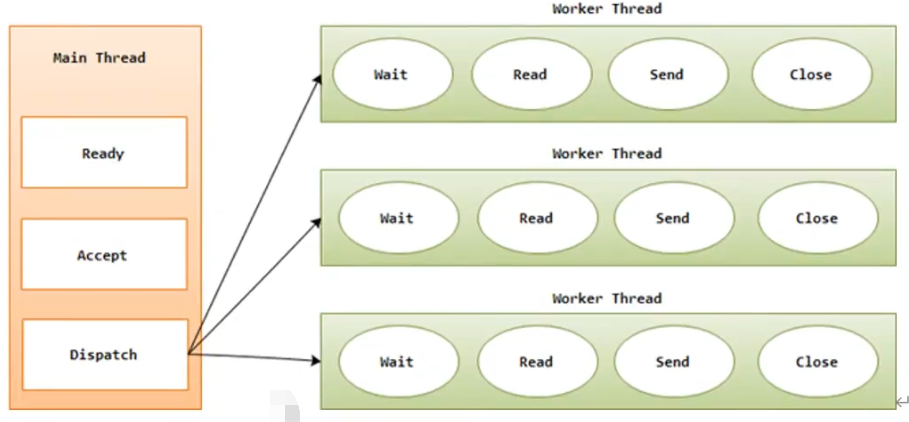 Main Thread
Ready
Accept
Dispatch
Worker Thread
Wait Read Send Close
Worker Thread
Wait Read Send Close
Worker Thread
Wait Read Send Close